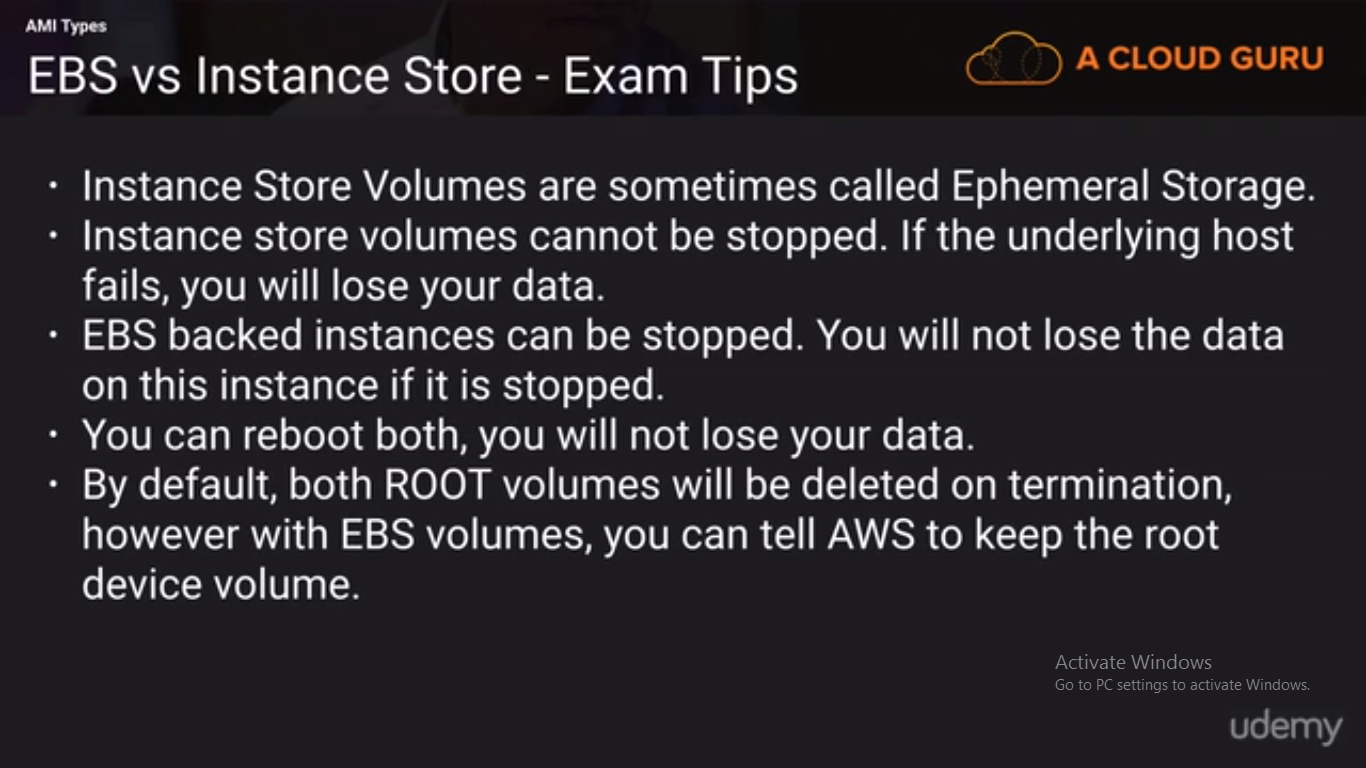 AMI Types
EBS vs Instance Store - Exam Tips
A CLOUD GURU
• Instance Store Volumes are sometimes called Ephemeral Storage.
• Instance store volumes cannot be stopped. If the underlying host
fails, you will lose your data.
• EBS backed instances can be stopped. You will not lose the data
on this instance if it is stopped.
• You can reboot both, you will not lose your data.
• By default, both ROOT volumes will be deleted on termination,
however with EBS volumes, you can tell AWS to keep the root
device volume.
Activate Windows
Go to PC settings to activate Windows.
udemy